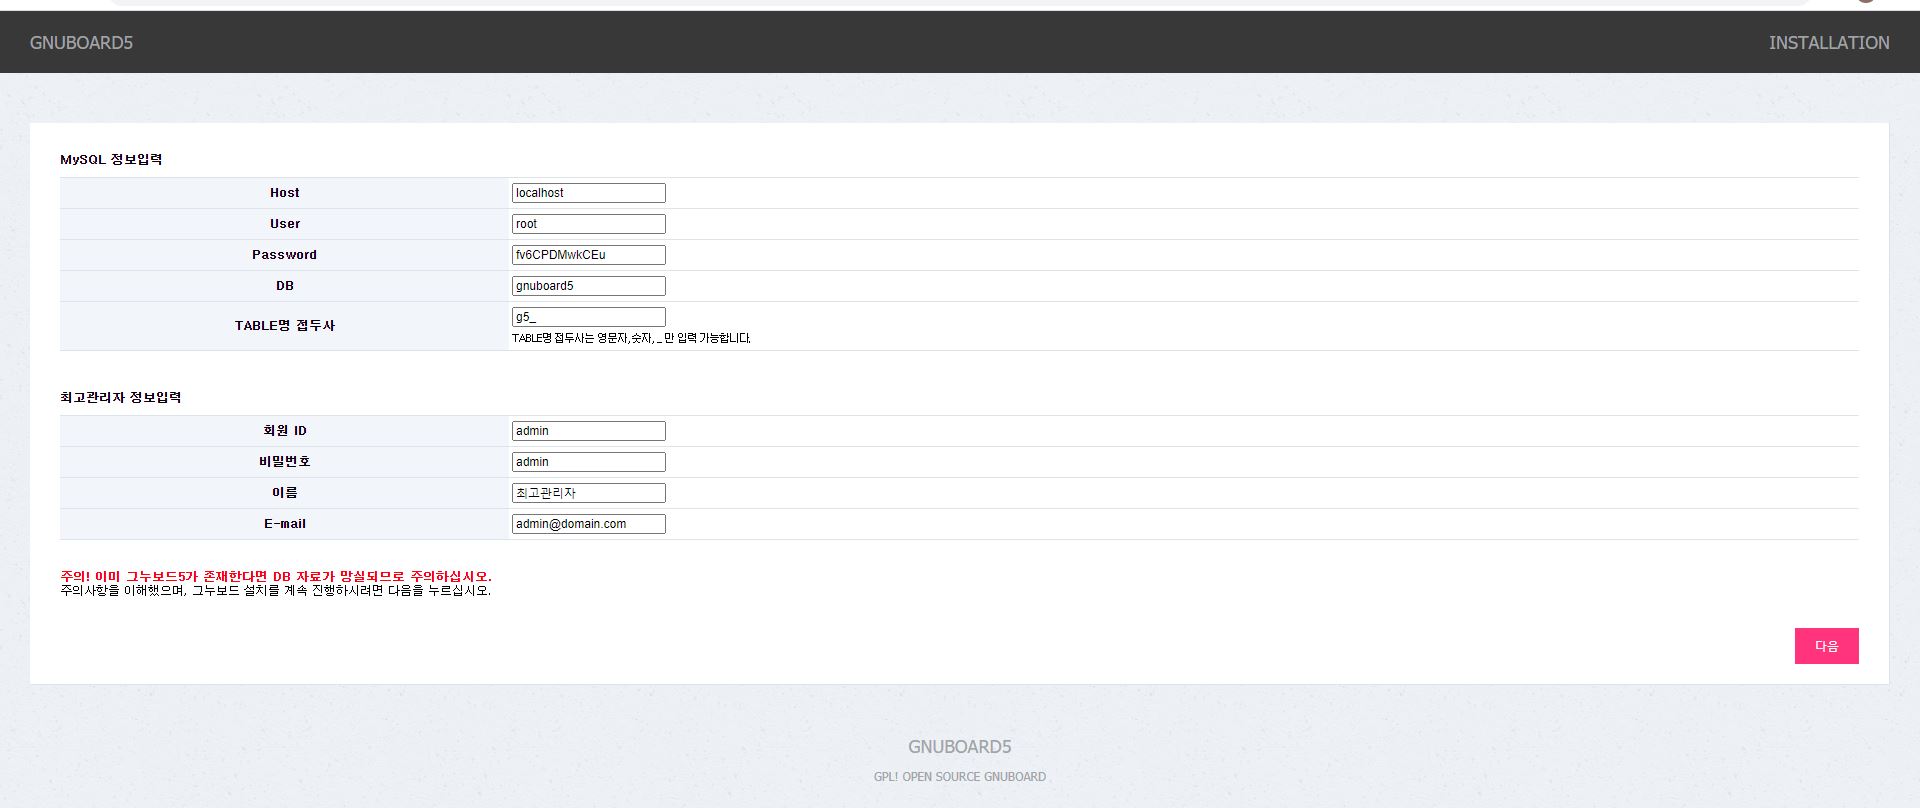 GNUBOARD5 INSTALLATION
MySQL 정보입력
Host localhost
User root
Password fv6CPDMwkCEu
DB gnuboard5
TABLE명 접두사 g5_
TABLE명 접두사는 영문자, 숫자, _ 만 입력 가능합니다.
최고관리자 정보입력
회원 ID admin
비밀번호 admin
이름 최고관리자
E-mail admin@domain.com
주의! 이미 그누보드5가 존재한다면 DB 자료가 망실되므로 주의하십시오.
주의사항을 이해했으며, 그누보드 설치를 계속 진행하시려면 다음을 누르십시오.
다음
GNUBOARD5
GPL! OPEN SOURCE GNUBOARD